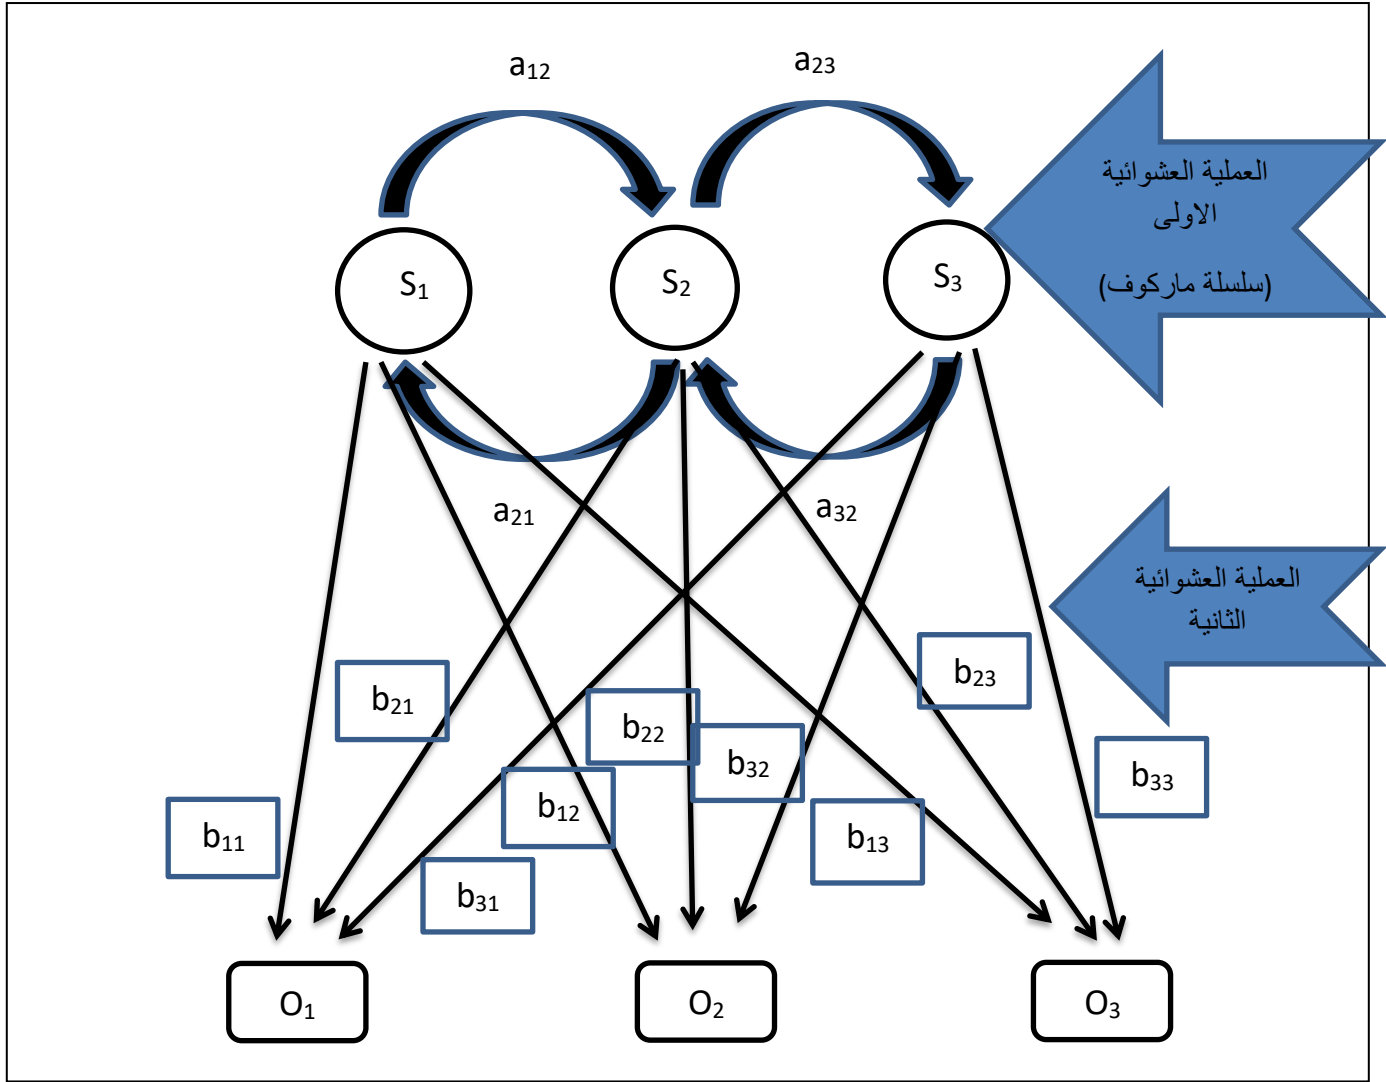 a12
a23
العملية العشوائية
الاولى
(سلسلة ماركوف)
S1
S2
S3
a21
a32
العملية العشوائية
الثانية
b21
b22
b23
b32
b33
b12
b11
b13
b31
O1
O2
O3